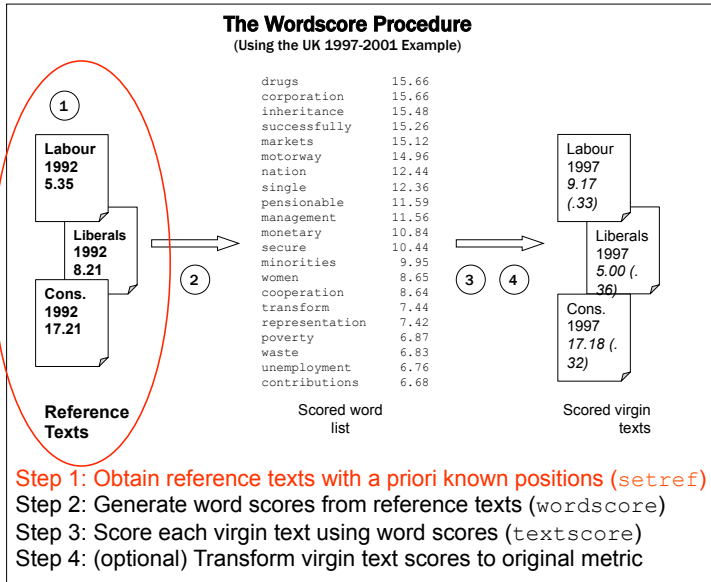 The Wordscore Procedure
(Using the UK 1997-2001 Example)
1
Labour
1992
5.35
Liberals
1992
8.21
Cons.
1992
17.21
Reference
Texts
2
drugs 15.66
corporation 15.66
inheritance 15.48
successfully 15.26
markets 15.12
motorway 14.96
nation 12.44
single 12.36
pensionable 11.59
management 11.56
monetary 10.84
secure 10.44
minorities 9.95
women 8.65
cooperation 8.64
transform 7.44
representation 7.42
poverty 6.87
waste 6.83
unemployment 6.76
contributions 6.68
Scored word
list
3 4
Labour
1997
9.17
(.33)
Liberals
1997
5.00 (.
36)
Cons.
1997
17.18 (.
32)
Scored virgin
texts
Step 1: Obtain reference texts with a priori known positions (setref)
Step 2: Generate word scores from reference texts (wordscore)
Step 3: Score each virgin text using word scores (textscore)
Step 4: (optional) Transform virgin text scores to original metric